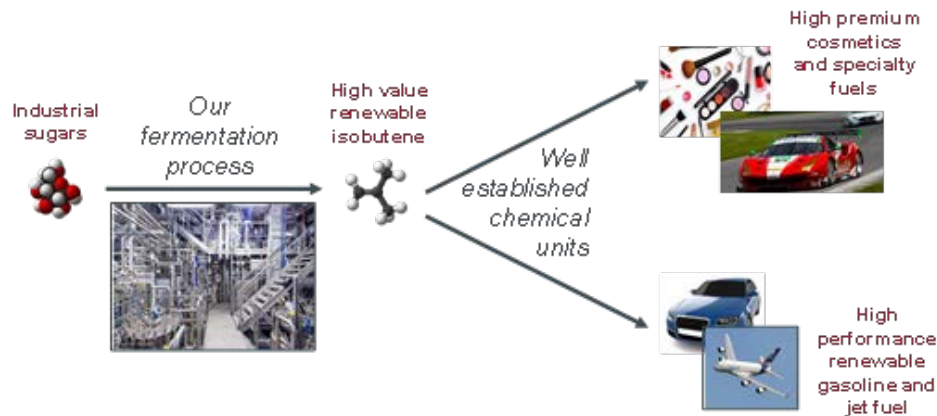 Industrial
sugars
Our
fermentation
process
High value
renewable
isobutene
Well
established
chemical
units
High premium
cosmetics
and specialty
fuels
High
performance
renewable
gasoline and
jet fuel